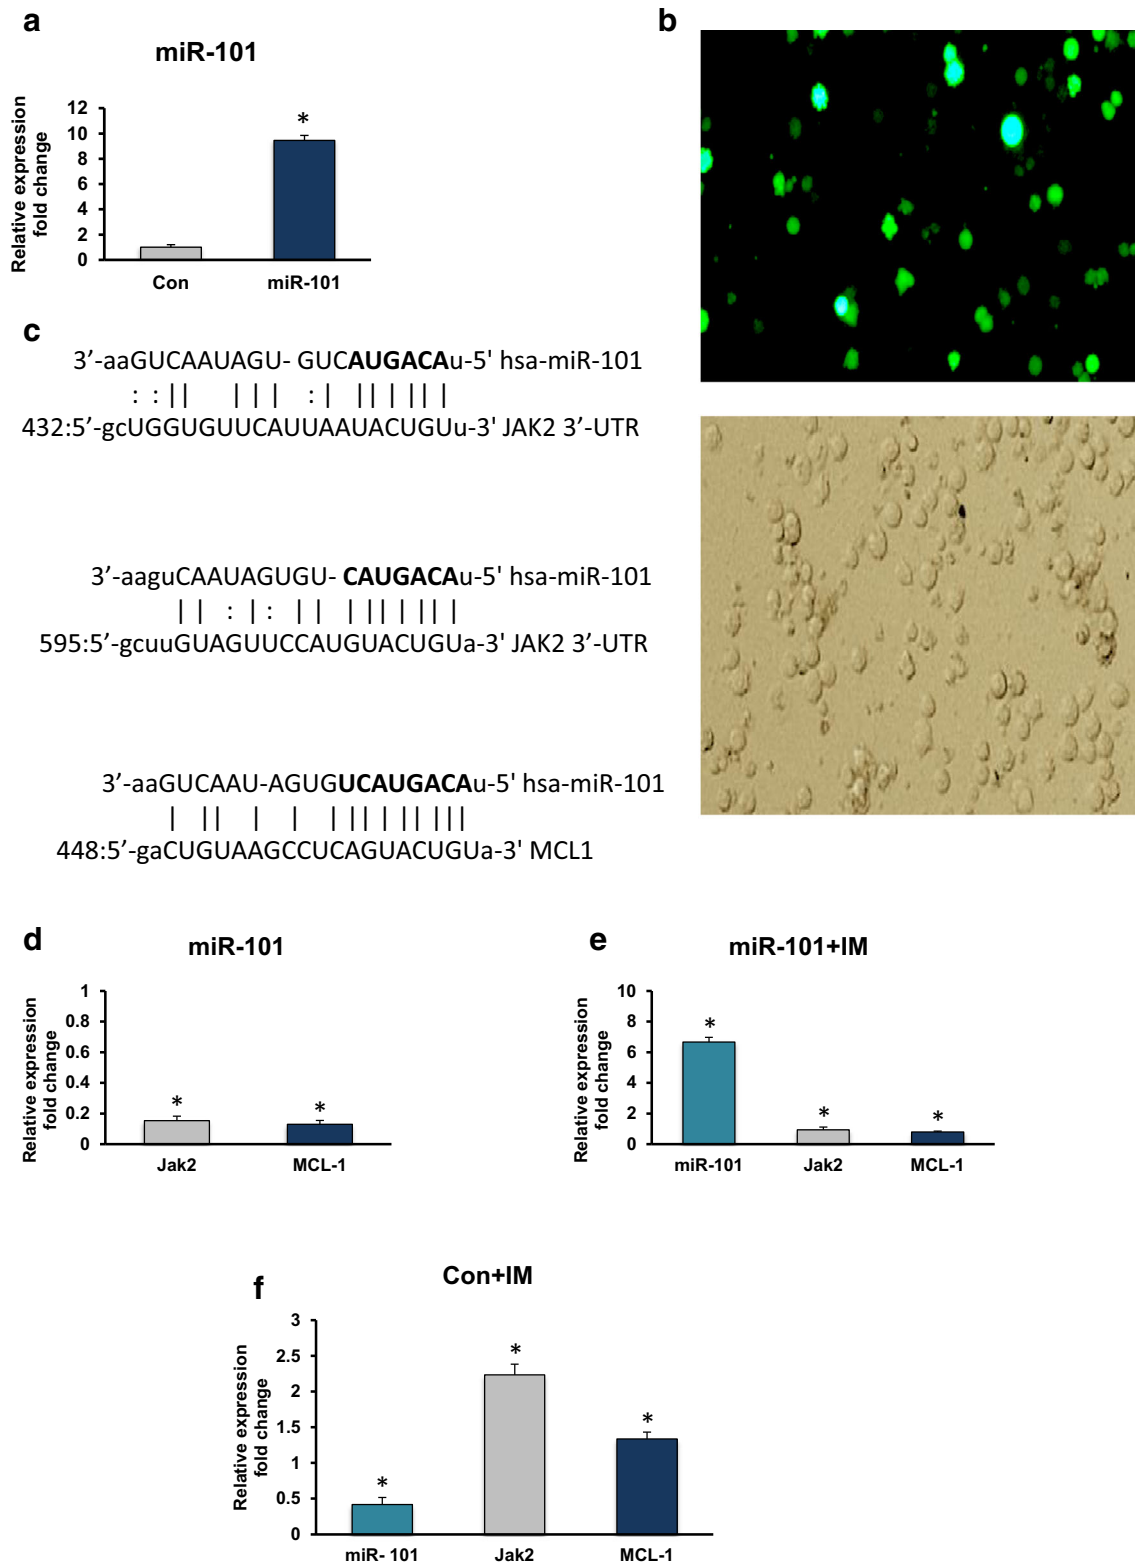 a
miR-101
Relative expression
fold change
12
10
8
6
4
2
0
*
Con
miR-101
b
c
3’-aaGUCAAUAGU- GUCAUGACAu-5' hsa-miR-101
: : | | | | | : | | | | | | |
432:5’-gcUGGUGUUCAUUAAUACUGUu-3' JAK2 3’-UTR
3’-aaguCAAUAGUGU- CAUGACAu-5' hsa-miR-101
| | : | : | | | | | | | | |
595:5’-gcuuGUAGUUCCAUGUACUGUa-3' JAK2 3’-UTR
3’-aaGUCAAU-AGUGUCAUGACAu-5' hsa-miR-101
| | | | | | | | | | | | | |
448:5’-gaCUGUAAGCCUCAGUACUGUa-3' MCL1
d
miR-101
Relative expression
fold change
1
0.8
0.6
0.4
0.2
0
*
*
Jak2
MCL-1
e
miR-101+IM
Relative expression
fold change
10
8
6
4
2
0
*
*
*
miR-101
Jak2
MCL-1
f
Con+IM
Relative expression
fold change
3
2.5
2
1.5
1
0.5
0
*
*
*
miR- 101
Jak2
MCL-1